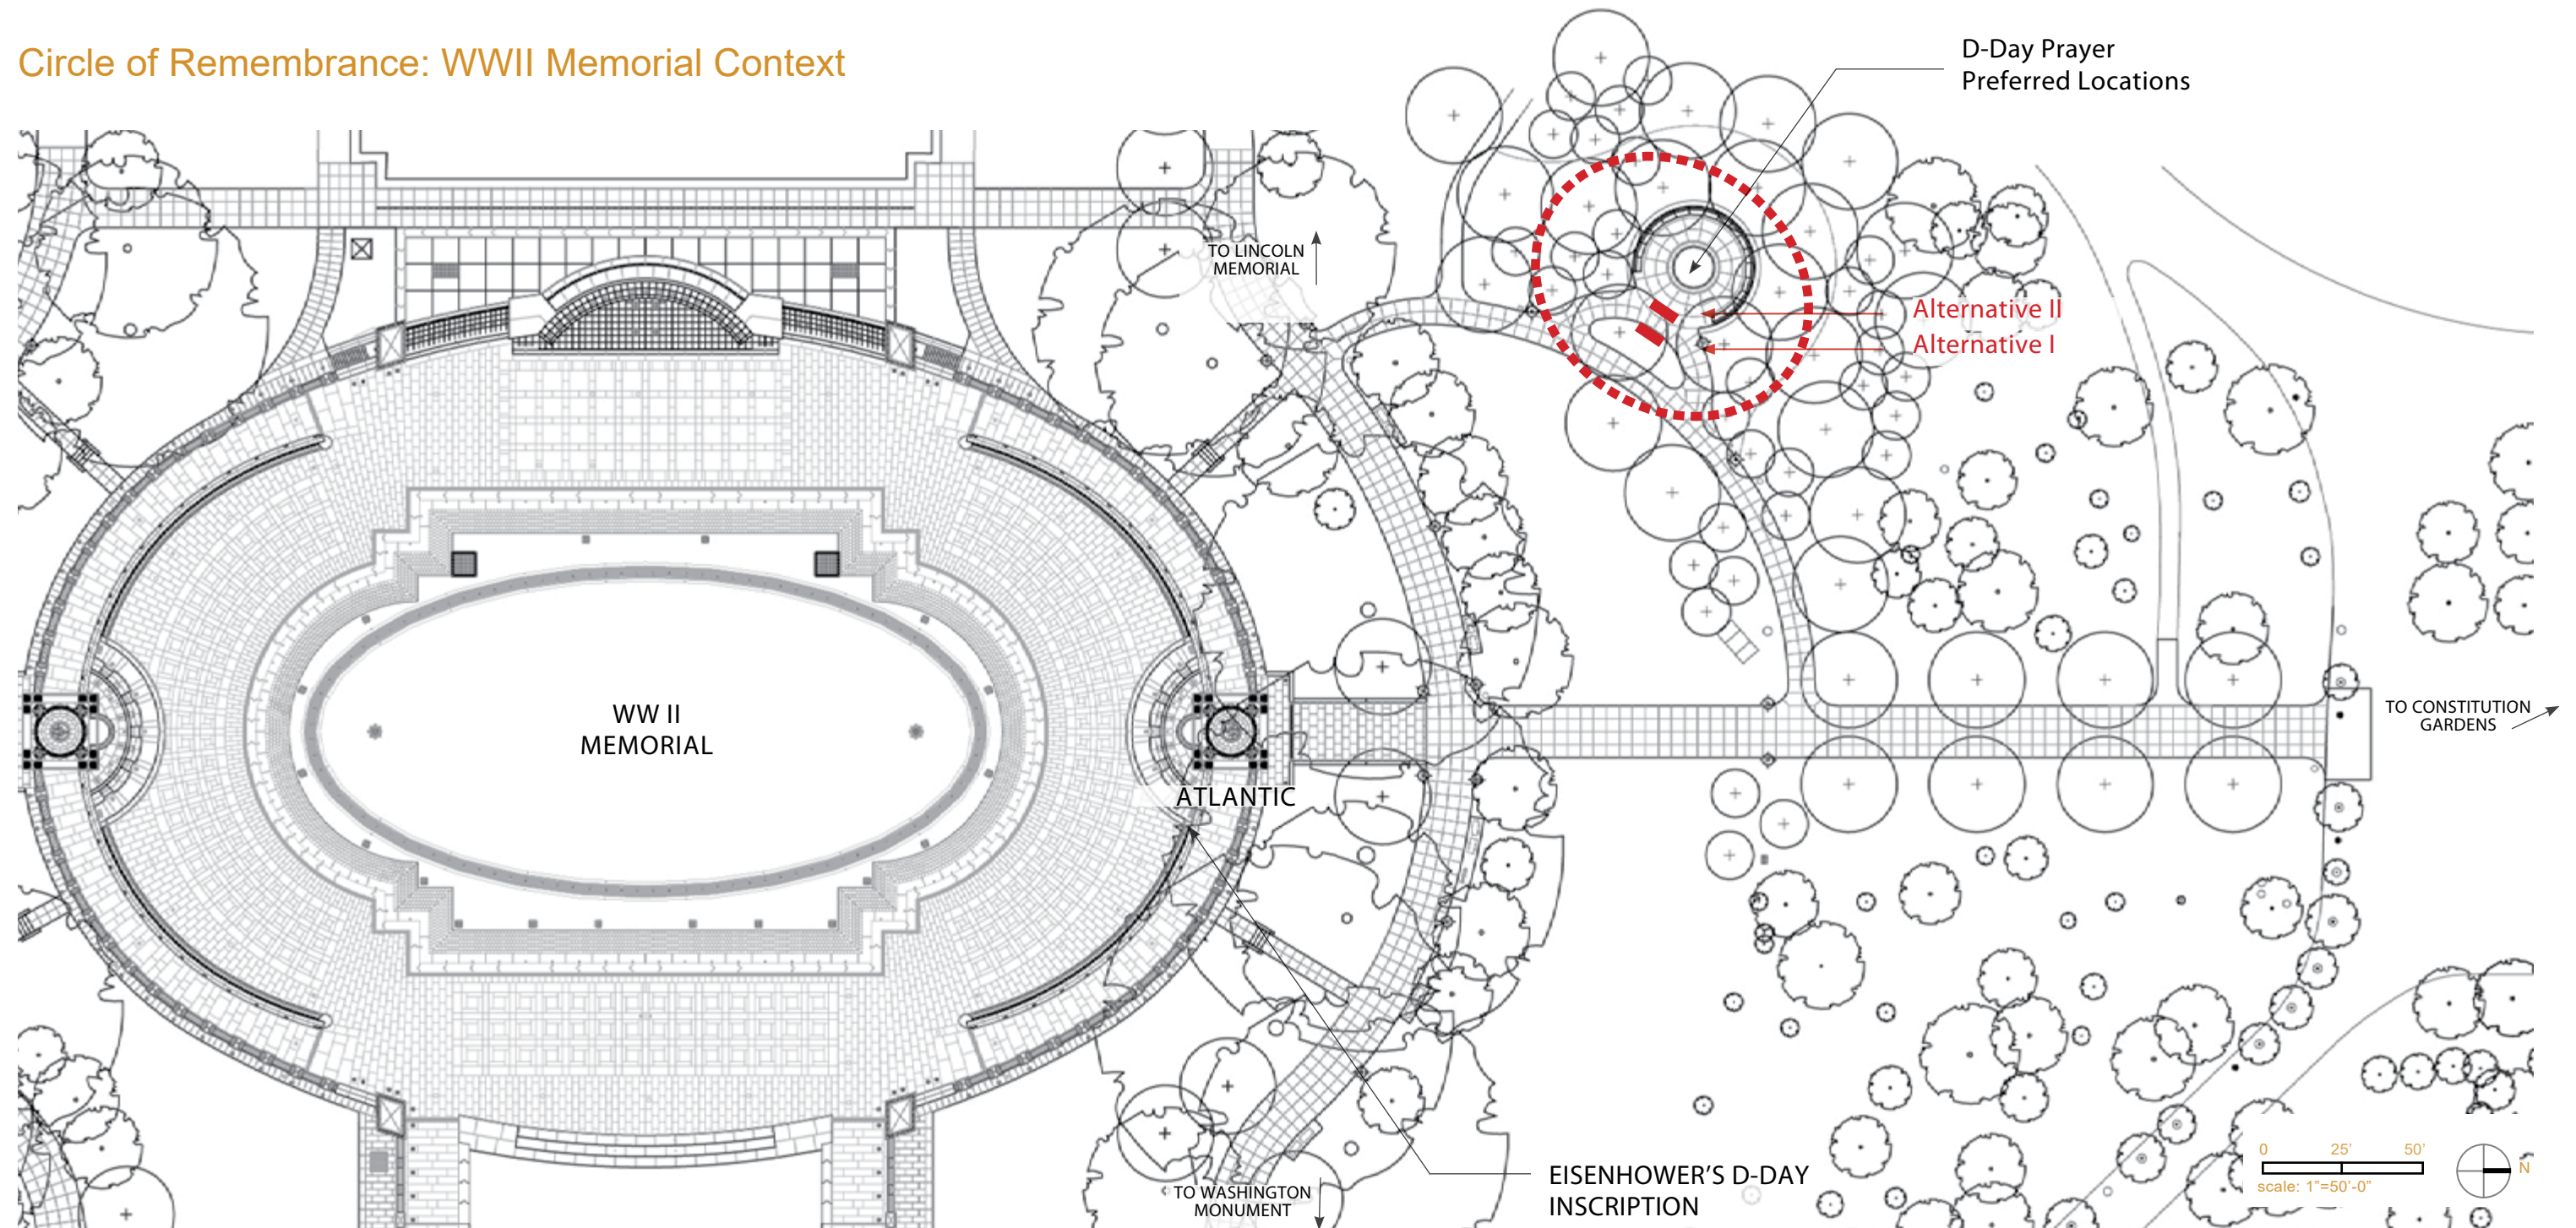 Circle of Remembrance: WWII Memorial Context
D-Day Prayer
Preferred Locations
TO LINCOLN
MEMORIAL
Alternative II
Alternative I
WW II
MEMORIAL
ATLANTIC
TO CONSTITUTION
GARDENS
EISENHOWER'S D-DAY
INSCRIPTION
TO WASHINGTON
MONUMENT
0 25' 50'
scale: 1"=50'-0"
N